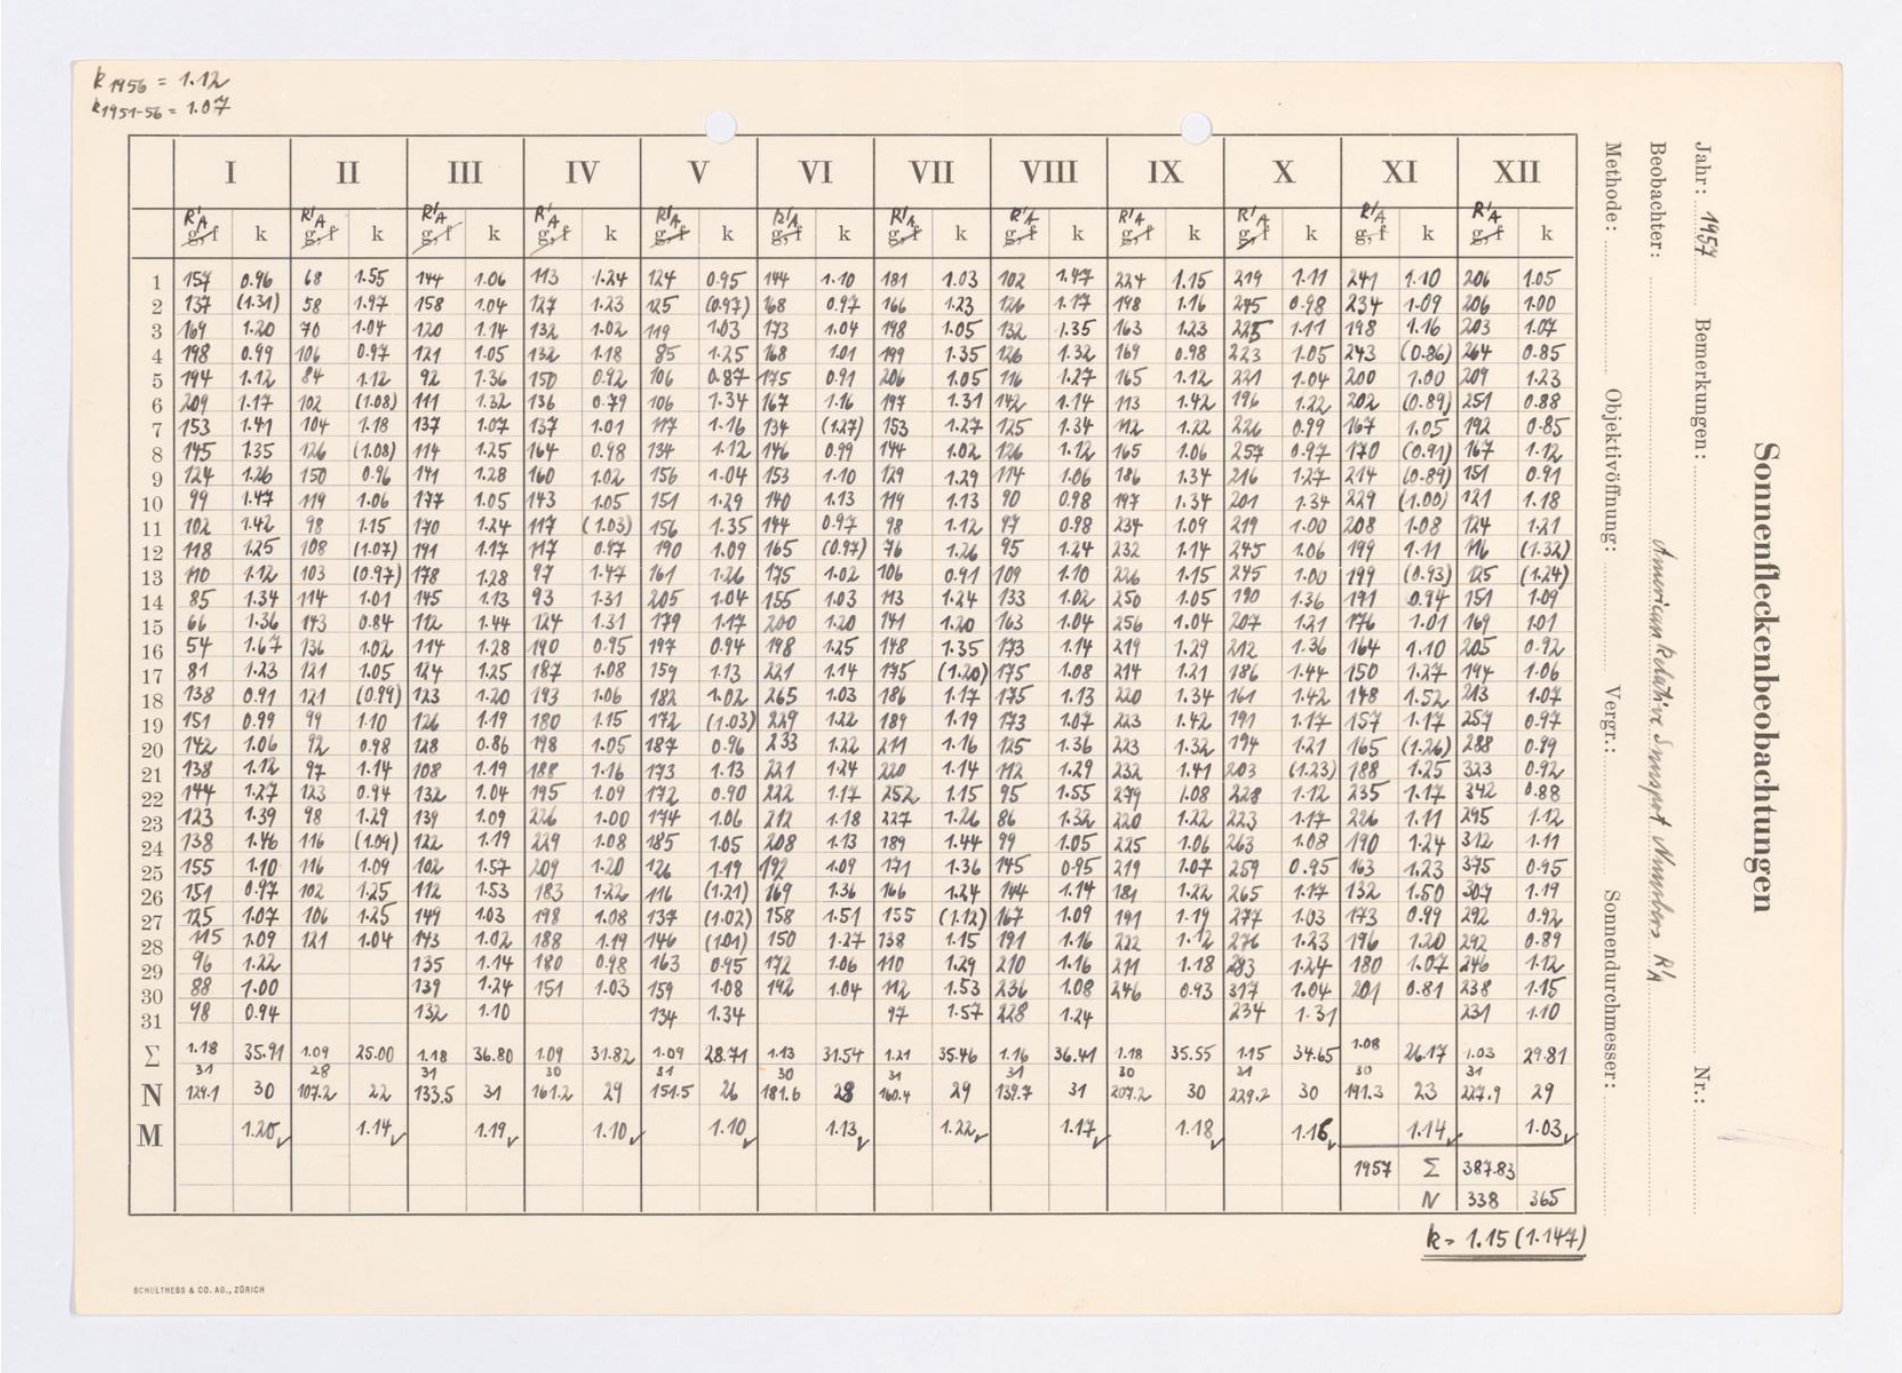 k 1956 = 1.12
k 1951-56 = 1.07
I II III IV V VI VII VIII IX X XI XII
R'A R'A R'A R'A R'A R'A R'A R'A R'A R'A R'A R'A
g, f k g, f k g, f k g, f k g, f k g, f k g, f k g, f k g, f k g, f k g, f k g, f k
1 157 0.96 68 1.55 144 1.06 113 1.24 124 0.95 144 1.10 181 1.03 102 1.47 224 1.15 219 1.11 241 1.10 206 1.05
2 137 (1.31) 58 1.97 158 1.04 127 1.23 125 (0.97) 168 0.97 166 1.23 126 1.17 198 1.16 245 0.98 234 1.09 206 1.00
3 169 1.20 70 1.04 120 1.14 132 1.02 119 1.03 173 1.04 198 1.05 132 1.35 163 1.23 225 1.11 198 1.16 203 1.07
4 198 0.99 106 0.97 121 1.05 132 1.18 85 1.25 168 1.01 199 1.35 126 1.32 169 0.98 223 1.05 243 (0.86) 264 0.85
5 194 1.12 84 1.12 92 1.36 150 0.92 106 0.87 175 0.91 206 1.05 116 1.27 165 1.12 221 1.04 200 1.00 209 1.23
6 209 1.17 102 (1.08) 111 1.32 136 0.79 106 1.34 167 1.16 197 1.31 142 1.14 113 1.42 196 1.22 202 (0.89) 251 0.88
7 153 1.41 104 1.18 137 1.07 137 1.01 117 1.16 134 (1.27) 153 1.27 125 1.34 112 1.22 226 0.99 167 1.05 192 0.85
8 145 1.35 126 (1.08) 114 1.25 164 0.98 134 1.12 146 0.99 144 1.02 126 1.12 165 1.06 257 0.97 170 (0.91) 167 1.12
9 124 1.26 150 0.96 141 1.28 160 1.02 156 1.04 153 1.10 129 1.29 114 1.06 186 1.34 216 1.27 214 (0.89) 151 0.91
10 99 1.47 119 1.06 177 1.05 143 1.05 151 1.29 140 1.13 119 1.13 90 0.98 197 1.34 201 1.34 229 (1.00) 121 1.18
11 102 1.42 98 1.15 170 1.24 117 (1.03) 156 1.35 144 0.97 98 1.12 97 0.98 234 1.09 219 1.00 208 1.08 124 1.21
12 118 1.25 108 (1.07) 191 1.17 117 0.97 190 1.09 165 (0.97) 76 1.26 95 1.24 232 1.14 245 1.06 199 1.11 116 (1.32)
13 110 1.12 103 (0.97) 178 1.28 97 1.47 161 1.26 175 1.02 106 0.91 109 1.10 226 1.15 245 1.00 199 (0.93) 125 (1.24)
14 85 1.34 114 1.01 145 1.13 93 1.31 205 1.04 155 1.03 113 1.24 133 1.02 250 1.05 190 1.36 191 0.94 151 1.09
15 66 1.36 143 0.84 112 1.44 124 1.31 179 1.17 200 1.20 141 1.20 163 1.04 256 1.04 207 1.21 176 1.01 169 1.01
16 54 1.67 136 1.02 114 1.28 190 0.95 197 0.94 198 1.25 148 1.35 173 1.14 219 1.29 212 1.36 164 1.10 205 0.92
17 81 1.23 121 1.05 124 1.25 187 1.08 159 1.13 221 1.14 175 (1.20) 175 1.08 214 1.21 186 1.44 150 1.27 194 1.06
18 138 0.91 121 (0.99) 123 1.20 193 1.06 182 1.02 265 1.03 186 1.17 175 1.13 220 1.34 161 1.42 148 1.52 213 1.07
19 151 0.99 99 1.10 126 1.19 180 1.15 172 (1.03) 229 1.22 189 1.19 173 1.07 223 1.42 191 1.17 157 1.17 257 0.97
20 142 1.06 92 0.98 128 0.86 198 1.05 187 0.96 233 1.22 211 1.16 125 1.36 223 1.32 194 1.21 165 (1.26) 288 0.99
21 138 1.12 97 1.14 108 1.19 188 1.16 173 1.13 221 1.24 220 1.14 112 1.29 232 1.41 203 (1.23) 188 1.25 323 0.92
22 144 1.27 123 0.94 132 1.04 195 1.09 172 0.90 222 1.17 252 1.15 95 1.55 279 1.08 228 1.12 235 1.17 342 0.88
23 123 1.39 98 1.29 139 1.09 226 1.00 174 1.06 212 1.18 227 1.26 86 1.32 220 1.22 223 1.17 226 1.11 295 1.12
24 138 1.46 116 (1.09) 122 1.19 229 1.08 185 1.05 208 1.13 189 1.44 99 1.05 225 1.06 263 1.08 190 1.24 312 1.11
25 155 1.10 116 1.09 102 1.57 209 1.20 126 1.19 192 1.09 171 1.36 145 0.95 219 1.07 259 0.95 163 1.23 375 0.95
26 151 0.97 102 1.25 112 1.53 183 1.22 116 (1.21) 169 1.36 166 1.24 144 1.14 181 1.22 265 1.17 132 1.50 307 1.19
27 125 1.07 106 1.25 149 1.03 198 1.08 137 (1.02) 158 1.51 155 (1.12) 167 1.09 191 1.19 277 1.03 173 0.99 292 0.92
28 115 1.09 121 1.04 143 1.02 188 1.19 146 (1.01) 150 1.27 138 1.15 191 1.16 222 1.12 276 1.23 196 1.20 292 0.89
29 96 1.22 135 1.14 180 0.98 163 0.95 172 1.06 110 1.29 210 1.16 211 1.18 283 1.24 180 1.07 246 1.12
30 88 1.00 139 1.24 151 1.03 159 1.08 192 1.04 112 1.53 236 1.08 246 0.93 317 1.04 201 0.81 238 1.15
31 98 0.94 132 1.10 134 1.34 97 1.57 228 1.24 234 1.31 231 1.10
Σ 1.18 35.91 1.09 25.00 1.18 36.80 1.09 31.82 1.09 28.71 1.13 31.54 1.21 35.46 1.16 36.41 1.18 35.55 1.15 34.65 1.08 26.17 1.03 29.81
31 28 31 30 31 30 31 31 30 31 30 31
N 124.1 30 107.2 22 133.5 31 161.2 29 151.5 26 181.6 28 160.4 29 139.7 31 207.2 30 229.2 30 191.3 23 227.9 29
M 1.20✓ 1.14✓ 1.19✓ 1.10✓ 1.10✓ 1.13✓ 1.22✓ 1.17✓ 1.18✓ 1.16✓ 1.14✓ 1.03✓
1957 Σ 387.83
N 338 365
k = 1.15 (1.147)
SCHULTHESS & CO. AG., ZÜRICH
Sonnenfleckenbeobachtungen
Jahr: 1957 Bemerkungen: Nr.:
Beobachter: American Relative Sunspot Numbers R'A
Methode: Objektivöffnung: Vergr.: Sonnendurchmesser: